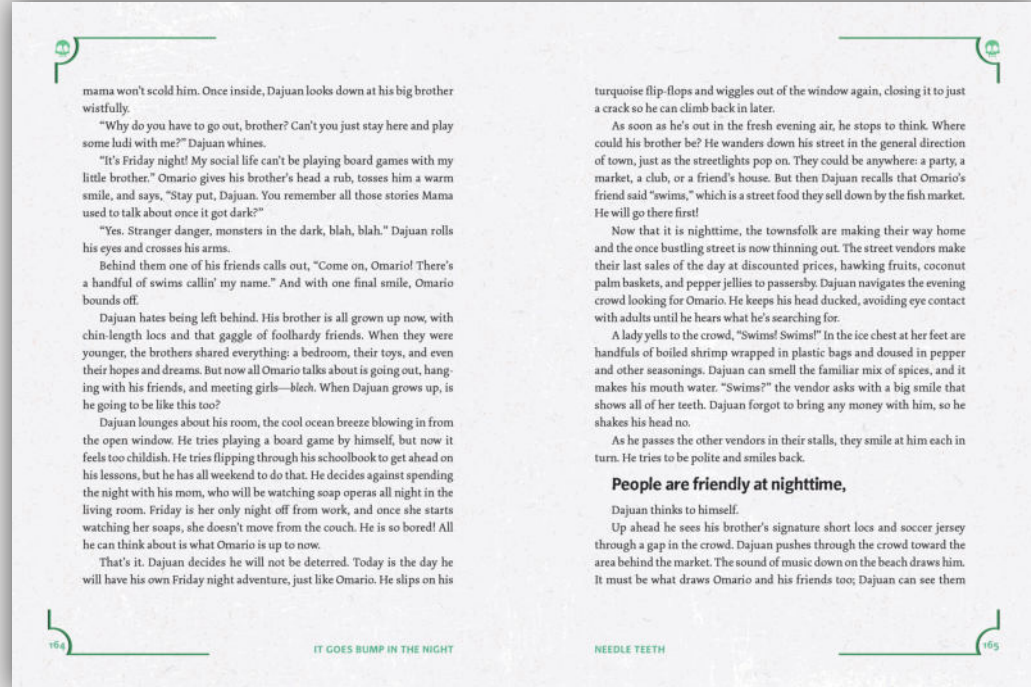 mama won't scold him. Once inside, Dajuan looks down at his big brother
wistfully.
“Why do you have to go out, brother? Can't you just stay here and play
some ludi with me?” Dajuan whines.
“It's Friday night! My social life can't be playing board games with my
little brother.” Omario gives his brother's head a rub, tosses him a warm
smile, and says, “Stay put, Dajuan. You remember all those stories Mama
used to talk about once it got dark?”
“Yes. Stranger danger, monsters in the dark, blah, blah.” Dajuan rolls
his eyes and crosses his arms.
Behind them one of his friends calls out, “Come on, Omario! There's
a handful of swims callin' my name.” And with one final smile, Omario
bounds off.
Dajuan hates being left behind. His brother is all grown up now, with
chin-length locs and that gaggle of foolhardy friends. When they were
younger, the brothers shared everything: a bedroom, their toys, and even
their hopes and dreams. But now all Omario talks about is going out, hang-
ing with his friends, and meeting girls—blech. When Dajuan grows up, is
he going to be like this too?
Dajuan lounges about his room, the cool ocean breeze blowing in from
the open window. He tries playing a board game by himself, but now it
feels too childish. He tries flipping through his schoolbook to get ahead on
his lessons, but he has all weekend to do that. He decides against spending
the night with his mom, who will be watching soap operas all night in the
living room. Friday is her only night off from work, and once she starts
watching her soaps, she doesn't move from the couch. He is so bored! All
he can think about is what Omario is up to now.
That's it. Dajuan decides he will not be deterred. Today is the day he
will have his own Friday night adventure, just like Omario. He slips on his
164
IT GOES BUMP IN THE NIGHT
turquoise flip-flops and wiggles out of the window again, closing it to just
a crack so he can climb back in later.
As soon as he's out in the fresh evening air, he stops to think. Where
could his brother be? He wanders down his street in the general direction
of town, just as the streetlights pop on. They could be anywhere: a party, a
market, a club, or a friend's house. But then Dajuan recalls that Omario's
friend said “swims,” which is a street food they sell down by the fish market.
He will go there first!
Now that it is nighttime, the townsfolk are making their way home
and the once bustling street is now thinning out. The street vendors make
their last sales of the day at discounted prices, hawking fruits, coconut
palm baskets, and pepper jellies to passersby. Dajuan navigates the evening
crowd looking for Omario. He keeps his head ducked, avoiding eye contact
with adults until he hears what he's searching for.
A lady yells to the crowd, “Swims! Swims!” In the ice chest at her feet are
handfuls of boiled shrimp wrapped in plastic bags and doused in pepper
and other seasonings. Dajuan can smell the familiar mix of spices, and it
makes his mouth water. “Swims?” the vendor asks with a big smile that
shows all of her teeth. Dajuan forgot to bring any money with him, so he
shakes his head no.
As he passes the other vendors in their stalls, they smile at him each in
turn. He tries to be polite and smiles back.
People are friendly at nighttime,
Dajuan thinks to himself.
Up ahead he sees his brother's signature short locs and soccer jersey
through a gap in the crowd. Dajuan pushes through the crowd toward the
area behind the market. The sound of music down on the beach draws him.
It must be what draws Omario and his friends too; Dajuan can see them
NEEDLE TEETH
165